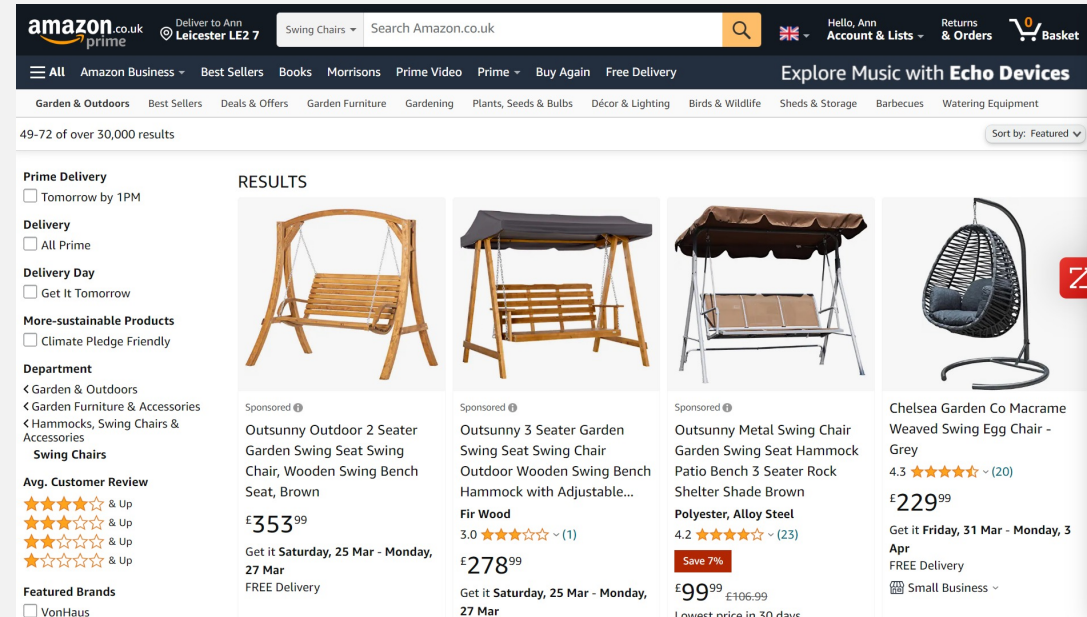 amazon.co.uk
prime
Deliver to Ann
Leicester LE2 7
Swing Chairs
Search Amazon.co.uk
Hello, Ann
Account & Lists
Returns
& Orders
0
Basket
All
Amazon Business
Best Sellers
Books
Morrisons
Prime Video
Prime
Buy Again
Free Delivery
Explore Music with Echo Devices
Garden & Outdoors
Best Sellers
Deals & Offers
Garden Furniture
Gardening
Plants, Seeds & Bulbs
Décor & Lighting
Birds & Wildlife
Sheds & Storage
Barbecues
Watering Equipment
49-72 of over 30,000 results
Sort by: Featured
Prime Delivery
Tomorrow by 1PM
Delivery
All Prime
Delivery Day
Get It Tomorrow
More-sustainable Products
Climate Pledge Friendly
Department
Garden & Outdoors
Garden Furniture & Accessories
Hammocks, Swing Chairs &
Accessories
Swing Chairs
Avg. Customer Review
& Up
& Up
& Up
& Up
Featured Brands
VonHaus
RESULTS
Sponsored
Outsunny Outdoor 2 Seater
Garden Swing Seat Swing
Chair, Wooden Swing Bench
Seat, Brown
£35399
Get it Saturday, 25 Mar - Monday,
27 Mar
FREE Delivery
Sponsored
Outsunny 3 Seater Garden
Swing Seat Swing Chair
Outdoor Wooden Swing Bench
Hammock with Adjustable...
Fir Wood
3.0 (1)
£27899
Get it Saturday, 25 Mar - Monday,
27 Mar
Sponsored
Outsunny Metal Swing Chair
Garden Swing Seat Hammock
Patio Bench 3 Seater Rock
Shelter Shade Brown
Polyester, Alloy Steel
4.2 (23)
Save 7%
£9999 £106.99
Lowest price in 30 days
Chelsea Garden Co Macrame
Weaved Swing Egg Chair -
Grey
4.3 (20)
£22999
Get it Friday, 31 Mar - Monday, 3
Apr
FREE Delivery
Small Business